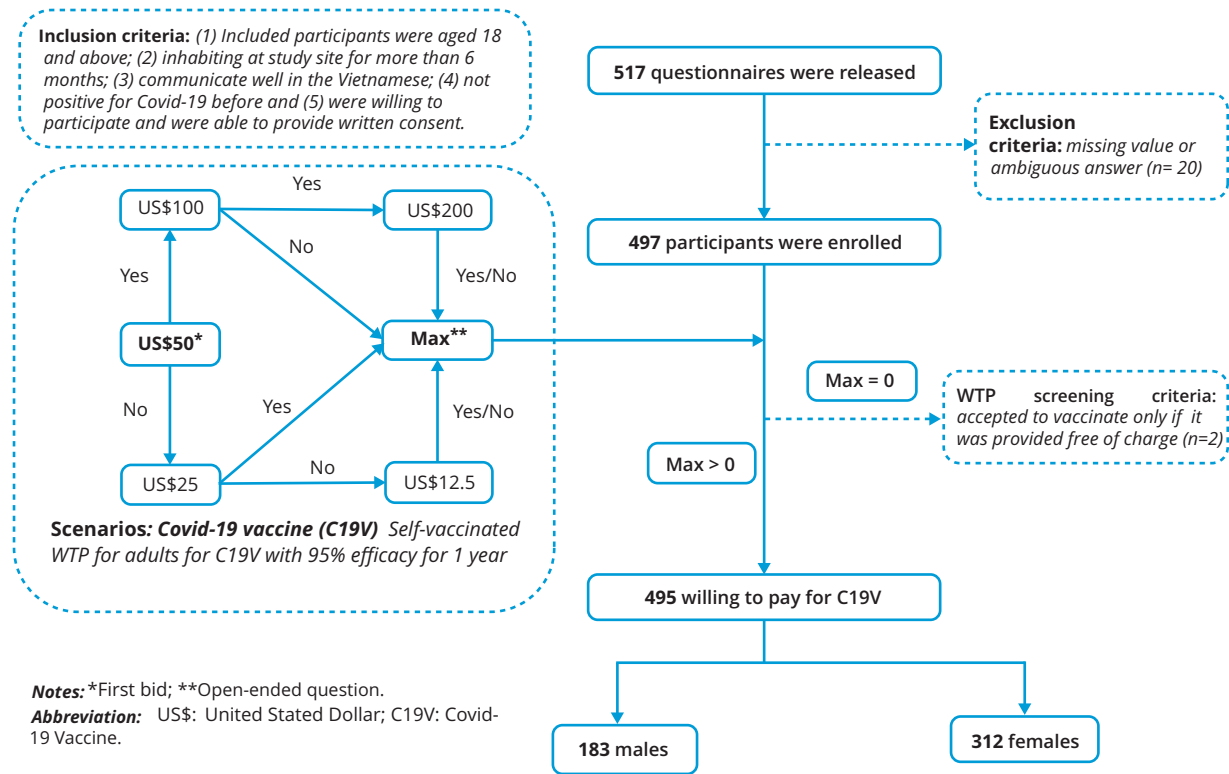 Inclusion criteria: (1) Included participants were aged 18
and above; (2) inhabiting at study site for more than 6
months; (3) communicate well in the Vietnamese; (4) not
positive for Covid-19 before and (5) were willing to
participate and were able to provide written consent.
517 questionnaires were released
Exclusion
criteria: missing value or
ambiguous answer (n= 20)
497 participants were enrolled
Yes
US$100
US$200
No
Yes
Yes/No
US$50*
Max**
No
Yes
Yes/No
US$25
No
US$12.5
Scenarios: Covid-19 vaccine (C19V) Self-vaccinated
WTP for adults for C19V with 95% efficacy for 1 year
Max = 0
WTP screening criteria:
accepted to vaccinate only if it
was provided free of charge (n=2)
Max > 0
495 willing to pay for C19V
183 males
312 females
Notes: *First bid; **Open-ended question.
Abbreviation: US$: United Stated Dollar; C19V: Covid-
19 Vaccine.